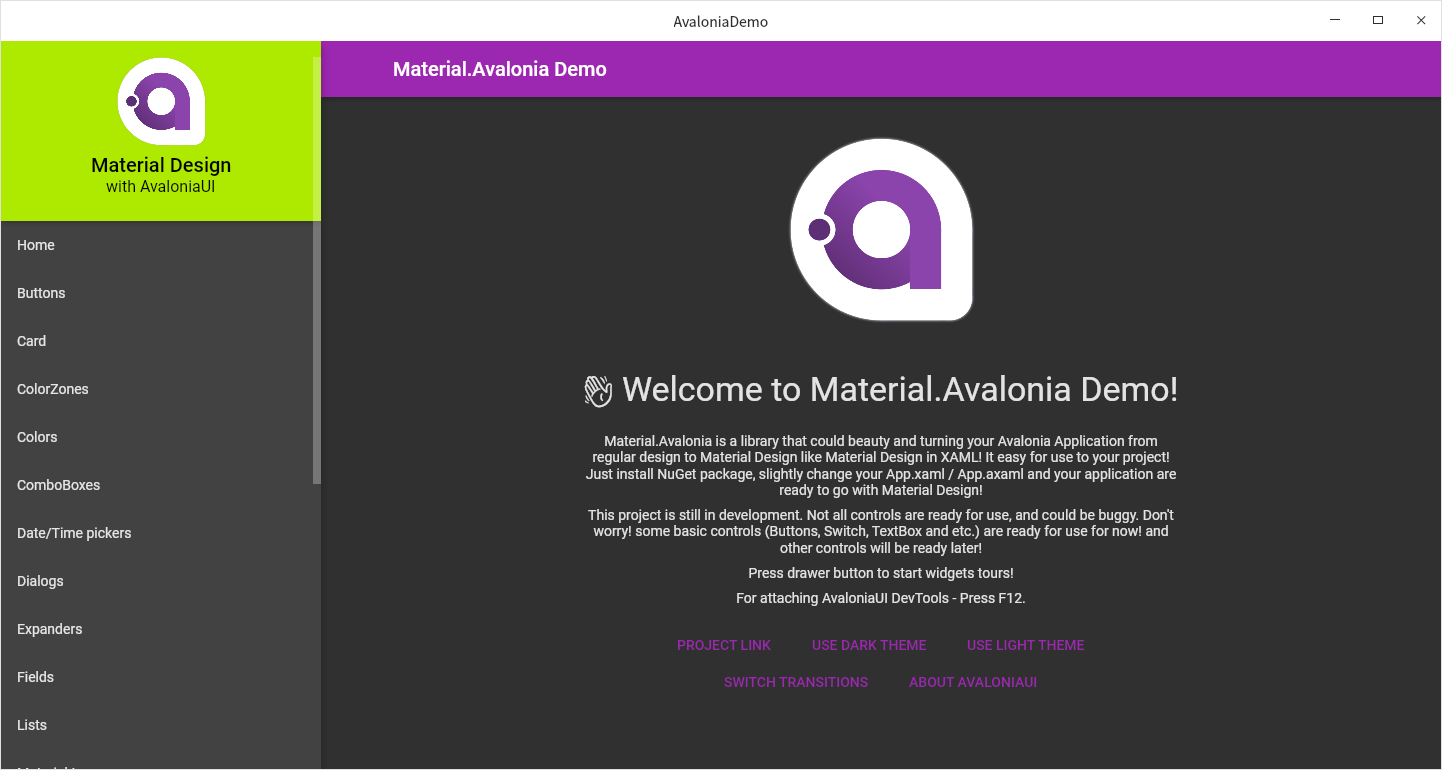 AvaloniaDemo
Material Design
with AvaloniaUI
Home
Buttons
Card
ColorZones
Colors
ComboBoxes
Date/Time pickers
Dialogs
Expanders
Fields
Lists
Material.Avalonia Demo
Welcome to Material.Avalonia Demo!
Material.Avalonia is a library that could beauty and turning your Avalonia Application from
regular design to Material Design like Material Design in XAML! It easy for use to your project!
Just install NuGet package, slightly change your App.xaml / App.axaml and your application are
ready to go with Material Design!
This project is still in development. Not all controls are ready for use, and could be buggy. Don't
worry! some basic controls (Buttons, Switch, TextBox and etc.) are ready for use for now! and
other controls will be ready later!
Press drawer button to start widgets tours!
For attaching AvaloniaUI DevTools - Press F12.
PROJECT LINK USE DARK THEME USE LIGHT THEME
SWITCH TRANSITIONS ABOUT AVALONIAUI